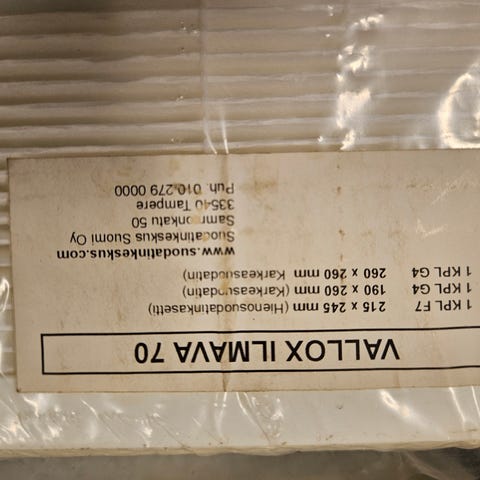 VALLOX ILMAVA 70
1 KPL F7 215 x 245 mm (Hienosuodatinkasetti)
1 KPL G4 190 x 260 mm (Karkeasuodatin)
1 KPL G4 260 x 260 mm Karkeasuodatin)
www.suodatinkeskus.com
Suodatinkeskus Suomi Oy
Sammonkatu 50
33540 Tampere
Puh. 010-279 0000